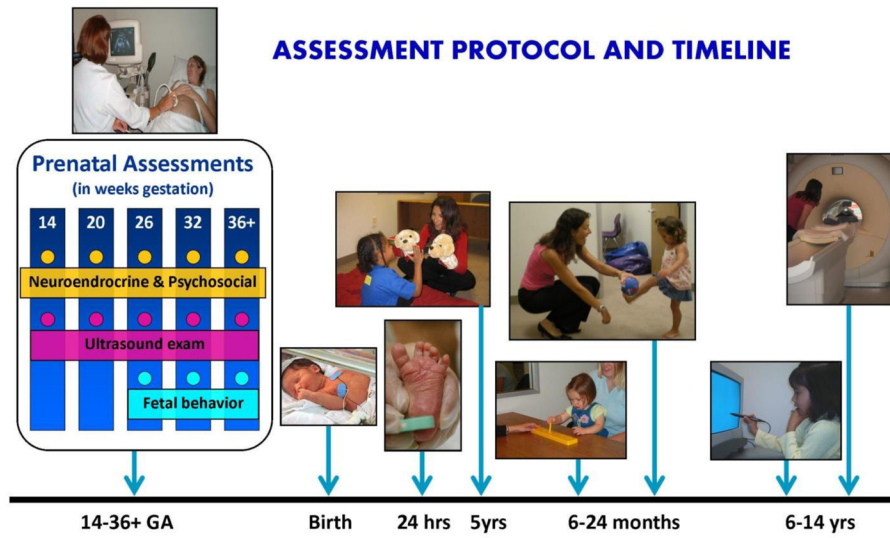 ASSESSMENT PROTOCOL AND TIMELINE
Prenatal Assessments
(in weeks gestation)
14 20 26 32 36+
Neuroendrocrine & Psychosocial
Ultrasound exam
Fetal behavior
14-36+ GA Birth 24 hrs 5yrs 6-24 months 6-14 yrs